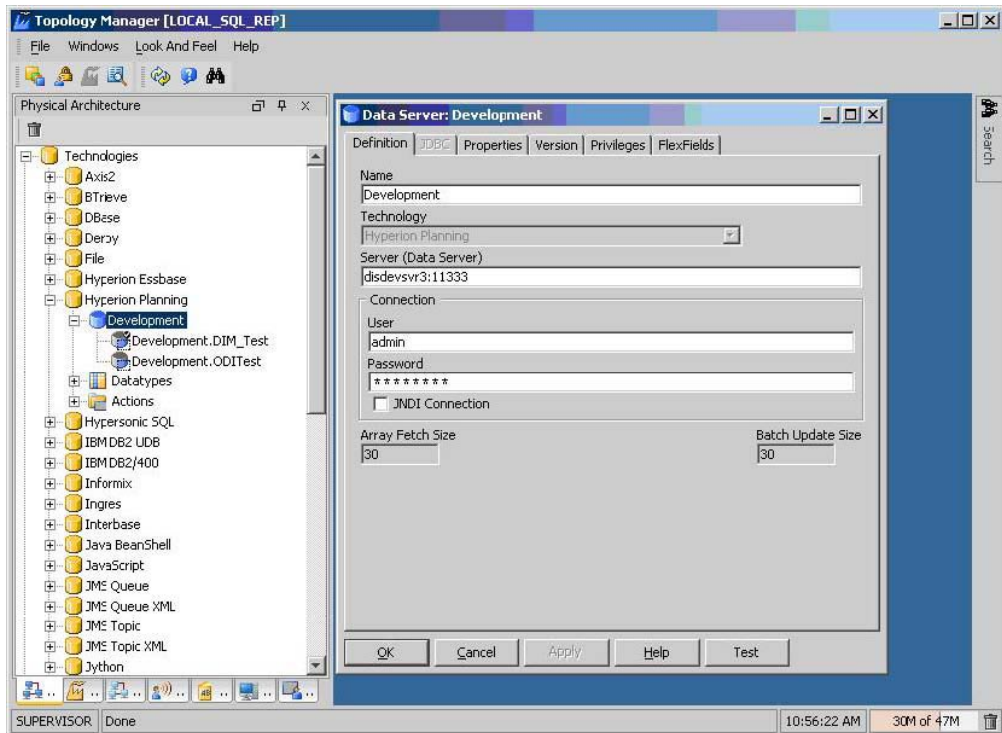 Topology Manager [LOCAL_SQL_REP]
File Windows Look And Feel Help
Physical Architecture
Technologies
Axis2
BTrieve
DBase
Derby
File
Hyperion Essbase
Hyperion Planning
Development
Development.DIM_Test
Development.ODITest
Datatypes
Actions
Hypersonic SQL
IBM DB2 UDB
IBM DB2/400
Informix
Ingres
Interbase
Java BeanShell
JavaScript
JMS Queue
JMS Queue XML
JMS Topic
JMS Topic XML
Jython
Data Server: Development
Definition JDBC Properties Version Privileges FlexFields
Name
Development
Technology
Hyperion Planning
Server (Data Server)
disdevsvr3:11333
Connection
User
admin
Password
********
JNDI Connection
Array Fetch Size Batch Update Size
30 30
OK Cancel Apply Help Test
Search
SUPERVISOR Done 10:56:22 AM 30M of 47M